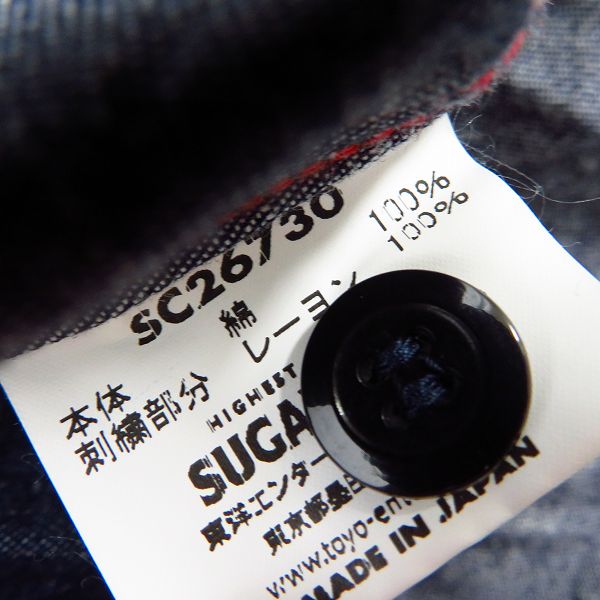 SC26730
本体 綿 100%
刺繍部分 レーヨン 100%
HIGHEST
東洋エンター
東京都墨田
www.toyo-ent
MADE IN JAPAN